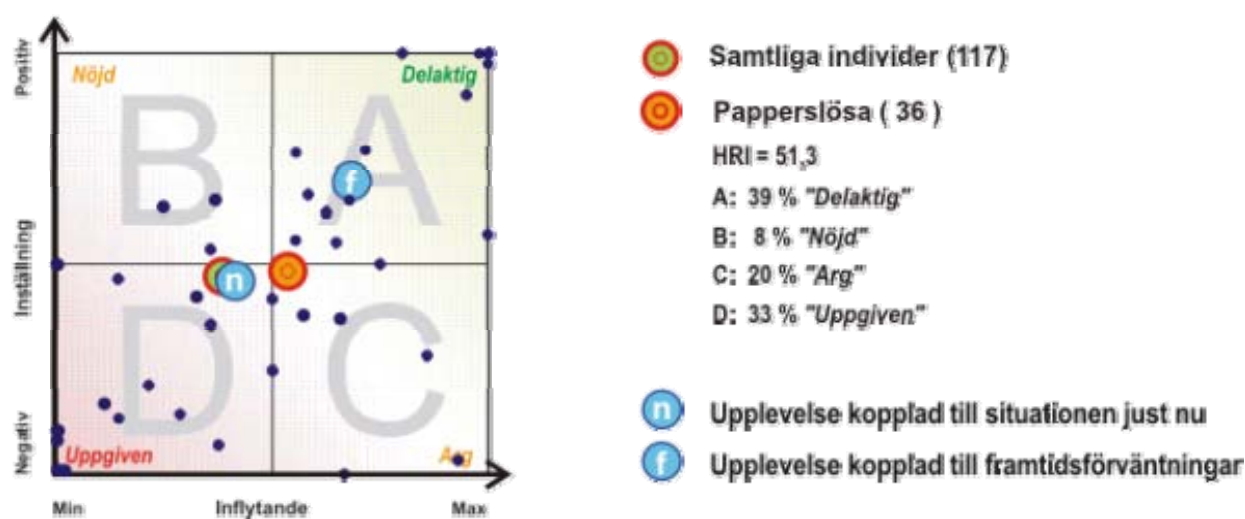 Positiv
Inställning
Negativ
Nöjd
Delaktig
B
A
f
n
D
C
Uppgiven
Arg
Min
Inflytande
Max
Samtliga individer (117)
Papperslösa ( 36 )
HRI = 51,3
A: 39 % "Delaktig"
B: 8 % "Nöjd"
C: 20 % "Arg"
D: 33 % "Uppgiven"
n Upplevelse kopplad till situationen just nu
f Upplevelse kopplad till framtidsförväntningar